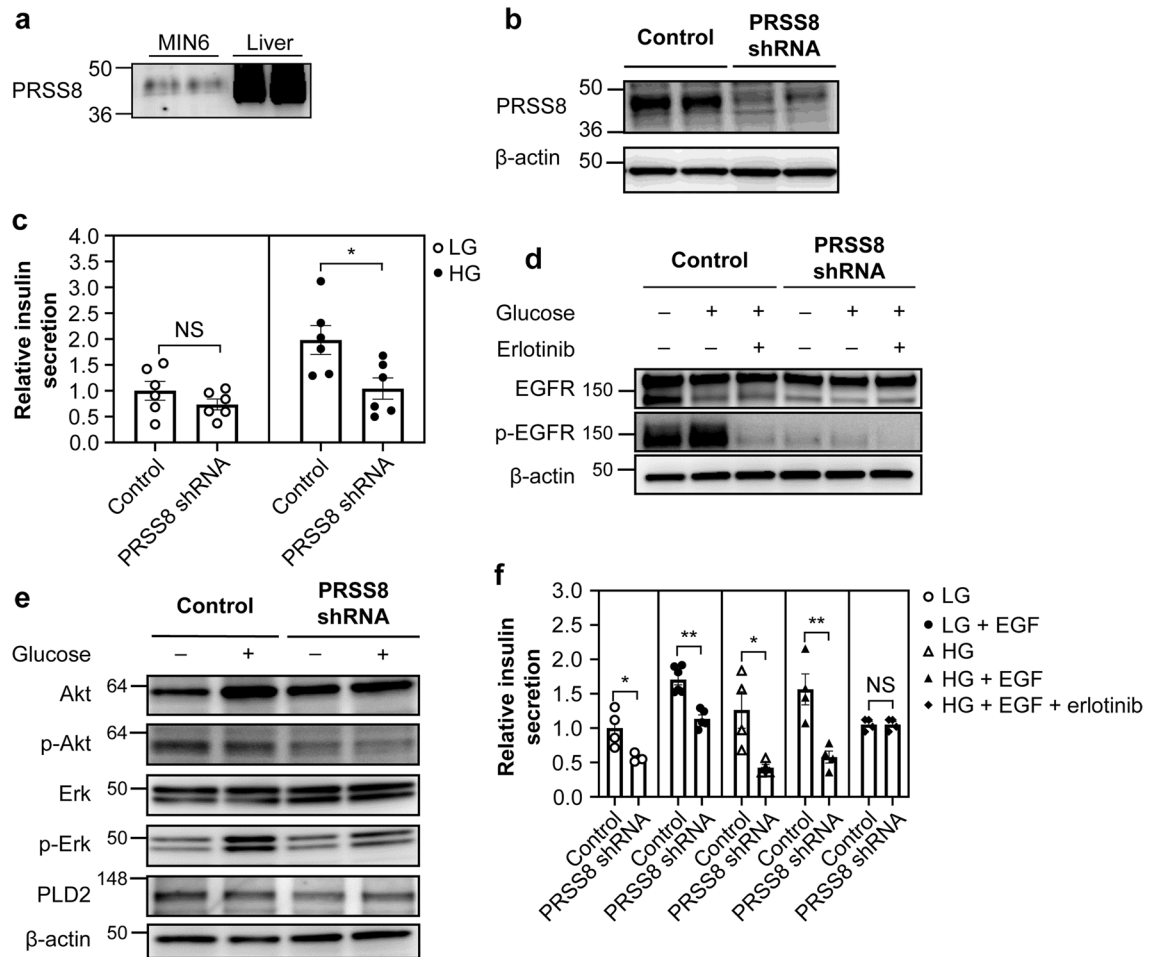 a
MIN6 Liver
50
PRSS8
36
b
Control PRSS8 shRNA
50
PRSS8
36
β-actin 50
c
4.0
3.5
3.0
2.5
2.0
1.5
1.0
0.5
0.0
Relative insulin
secretion
NS
*
LG
HG
Control
PRSS8 shRNA
Control
PRSS8 shRNA
d
Control PRSS8 shRNA
Glucose − + + − + +
Erlotinib − − + − − +
EGFR 150
p-EGFR 150
β-actin 50
e
Control PRSS8 shRNA
Glucose − + − +
Akt 64
p-Akt 64
Erk 50
p-Erk 50
PLD2 148
β-actin 50
f
3.0
2.5
2.0
1.5
1.0
0.5
0.0
Relative insulin
secretion
*
**
*
**
NS
LG
LG + EGF
HG
HG + EGF
HG + EGF + erlotinib
Control
PRSS8 shRNA
Control
PRSS8 shRNA
Control
PRSS8 shRNA
Control
PRSS8 shRNA
Control
PRSS8 shRNA